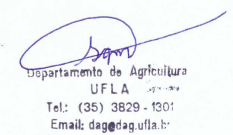 Departamento de Agricultura
UFLA
Tel.: (35) 3829-1301
Email: dag@dag.ufla.br